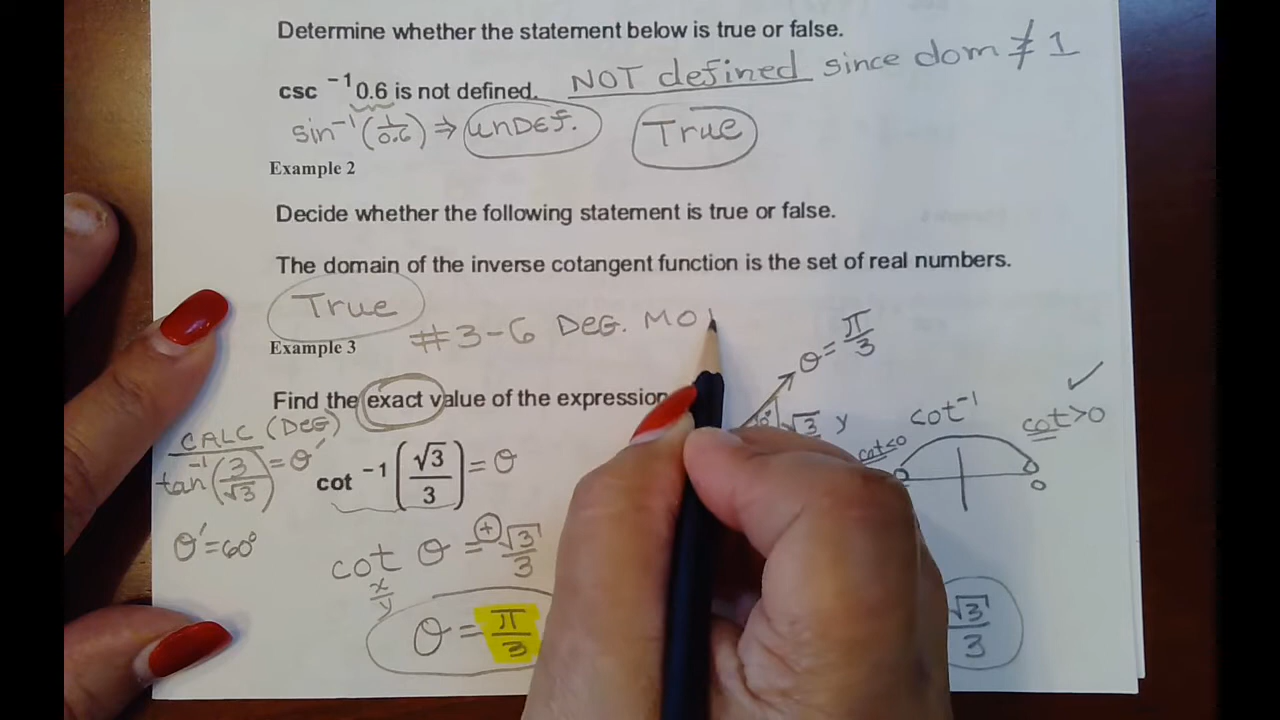 Determine whether the statement below is true or false.
csc ⁻¹0.6 is not defined. NOT defined since dom ≠ 1
sin⁻¹(1/0.6) ⇒ unDEf. True
Example 2
Decide whether the following statement is true or false.
The domain of the inverse cotangent function is the set of real numbers.
True
#3-6 DEG. MO
Example 3
θ = π/3
Find the exact value of the expression
CALC (DEG)
tan⁻¹(3/√3) = θ'
cot ⁻¹(√3/3) = θ
√3 y
cot⁻¹
cot<0
cot>0
θ' = 60°
cot θ = + √3/3
x/y
θ = π/3
√3/3